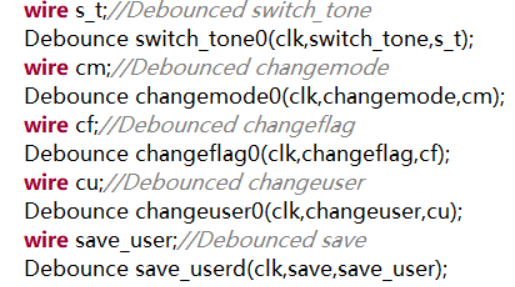 wire s_t;//Debounced switch_tone
Debounce switch_tone0(clk,switch_tone,s_t);
wire cm;//Debounced changemode
Debounce changemode0(clk,changemode,cm);
wire cf;//Debounced changeflag
Debounce changeflag0(clk,changeflag,cf);
wire cu;//Debounced changeuser
Debounce changeuser0(clk,changeuser,cu);
wire save_user;//Debounced save
Debounce save_userd(clk,save,save_user);